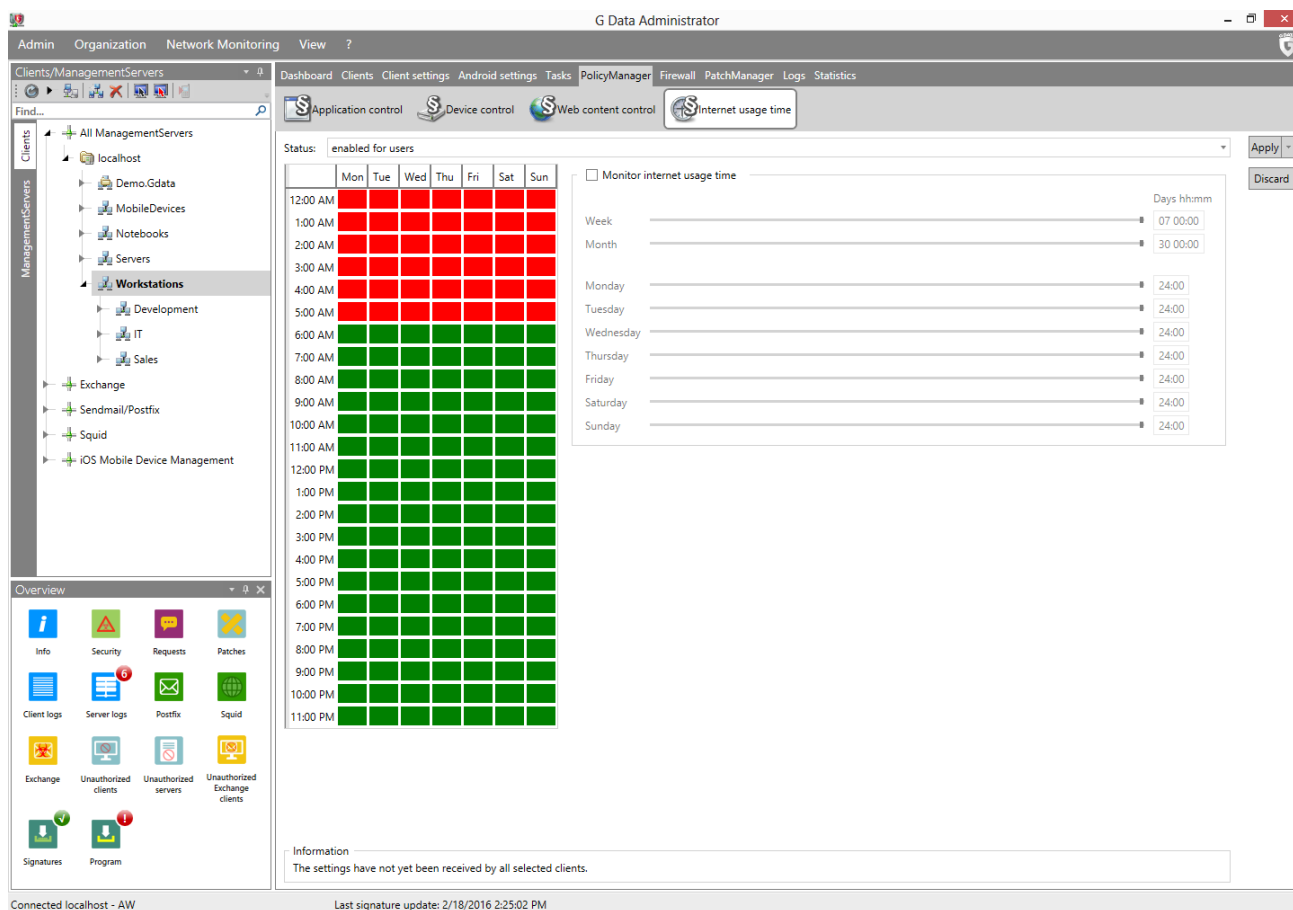 G Data Administrator
Admin Organization Network Monitoring View ?
Clients/ManagementServers
Find...
Clients
ManagementServers
All ManagementServers
localhost
Demo.Gdata
MobileDevices
Notebooks
Servers
Workstations
Development
IT
Sales
Exchange
Sendmail/Postfix
Squid
iOS Mobile Device Management
Overview
Info Security Requests Patches
6
Client logs Server logs Postfix Squid
Exchange Unauthorized clients Unauthorized servers Unauthorized Exchange clients
Signatures Program
Dashboard Clients Client settings Android settings Tasks PolicyManager Firewall PatchManager Logs Statistics
Application control Device control Web content control Internet usage time
Status: enabled for users
Apply
Discard
Mon Tue Wed Thu Fri Sat Sun
12:00 AM
1:00 AM
2:00 AM
3:00 AM
4:00 AM
5:00 AM
6:00 AM
7:00 AM
8:00 AM
9:00 AM
10:00 AM
11:00 AM
12:00 PM
1:00 PM
2:00 PM
3:00 PM
4:00 PM
5:00 PM
6:00 PM
7:00 PM
8:00 PM
9:00 PM
10:00 PM
11:00 PM
Monitor internet usage time
Days hh:mm
Week 07 00:00
Month 30 00:00
Monday 24:00
Tuesday 24:00
Wednesday 24:00
Thursday 24:00
Friday 24:00
Saturday 24:00
Sunday 24:00
Information
The settings have not yet been received by all selected clients.
Connected localhost - AW
Last signature update: 2/18/2016 2:25:02 PM